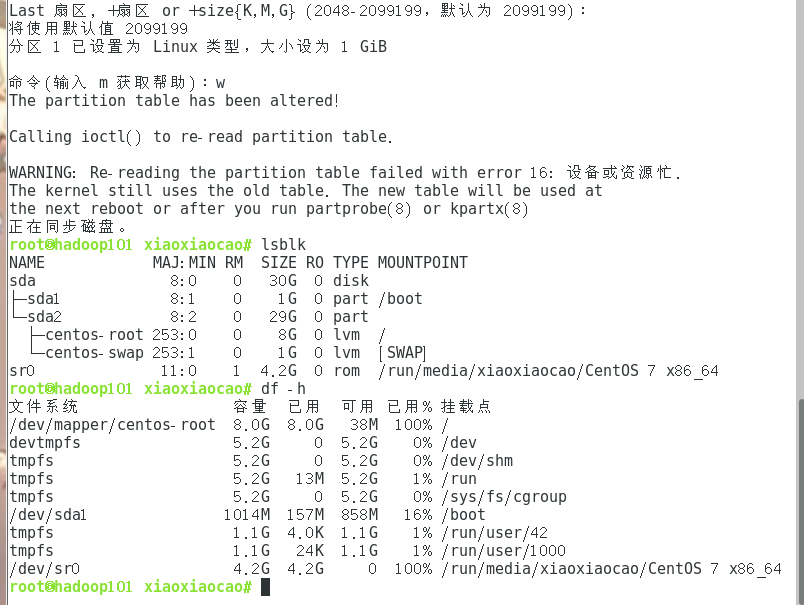 Last 扇区, +扇区 or +size{K,M,G} (2048-2099199，默认为 2099199)：
将使用默认值 2099199
分区 1 已设置为 Linux 类型，大小设为 1 GiB
命令(输入 m 获取帮助)：w
The partition table has been altered!
Calling ioctl() to re-read partition table.
WARNING: Re-reading the partition table failed with error 16: 设备或资源忙.
The kernel still uses the old table. The new table will be used at
the next reboot or after you run partprobe(8) or kpartx(8)
正在同步磁盘。
root@hadoop101 xiaoxiaocao# lsblk
NAME            MAJ:MIN RM  SIZE RO TYPE MOUNTPOINT
sda               8:0    0   30G  0 disk
├─sda1            8:1    0    1G  0 part /boot
└─sda2            8:2    0   29G  0 part
  ├─centos-root 253:0    0    8G  0 lvm  /
  └─centos-swap 253:1    0    1G  0 lvm  [SWAP]
sr0              11:0    1  4.2G  0 rom  /run/media/xiaoxiaocao/CentOS 7 x86_64
root@hadoop101 xiaoxiaocao# df -h
文件系统                 容量  已用  可用 已用% 挂载点
/dev/mapper/centos-root  8.0G  8.0G   38M  100% /
devtmpfs                 5.2G     0  5.2G    0% /dev
tmpfs                    5.2G     0  5.2G    0% /dev/shm
tmpfs                    5.2G   13M  5.2G    1% /run
tmpfs                    5.2G     0  5.2G    0% /sys/fs/cgroup
/dev/sda1               1014M  157M  858M   16% /boot
tmpfs                    1.1G  4.0K  1.1G    1% /run/user/42
tmpfs                    1.1G   24K  1.1G    1% /run/user/1000
/dev/sr0                 4.2G  4.2G     0  100% /run/media/xiaoxiaocao/CentOS 7 x86_64
root@hadoop101 xiaoxiaocao#